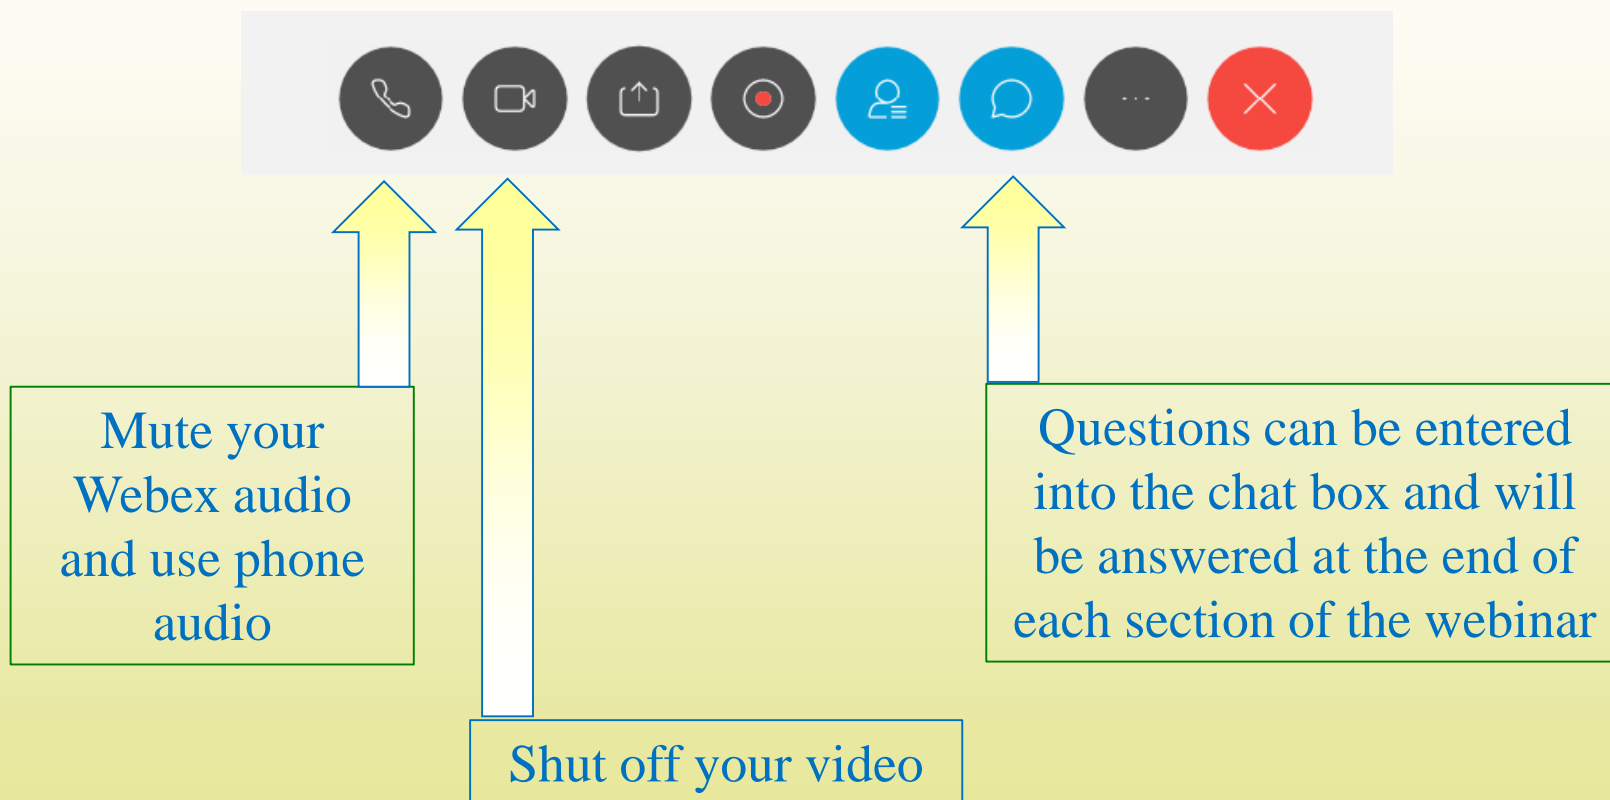 Mute your
Webex audio
and use phone
audio
Questions can be entered
into the chat box and will
be answered at the end of
each section of the webinar
Shut off your video